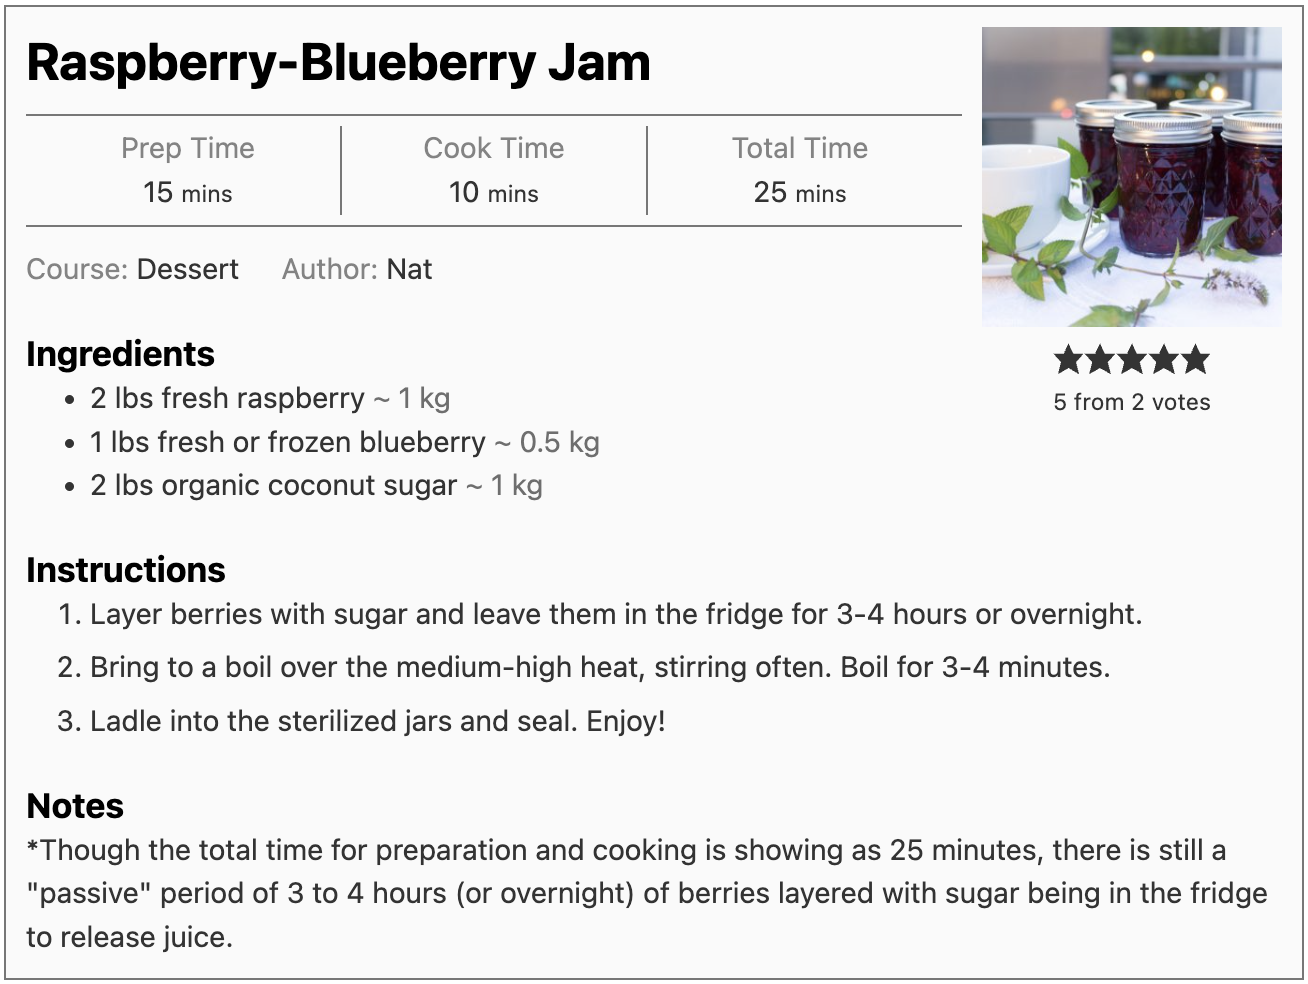 Raspberry-Blueberry Jam
Prep Time
15 mins
Cook Time
10 mins
Total Time
25 mins
Course: Dessert Author: Nat
5 from 2 votes
Ingredients
• 2 lbs fresh raspberry ~ 1 kg
• 1 lbs fresh or frozen blueberry ~ 0.5 kg
• 2 lbs organic coconut sugar ~ 1 kg
Instructions
1. Layer berries with sugar and leave them in the fridge for 3-4 hours or overnight.
2. Bring to a boil over the medium-high heat, stirring often. Boil for 3-4 minutes.
3. Ladle into the sterilized jars and seal. Enjoy!
Notes
*Though the total time for preparation and cooking is showing as 25 minutes, there is still a
"passive" period of 3 to 4 hours (or overnight) of berries layered with sugar being in the fridge
to release juice.